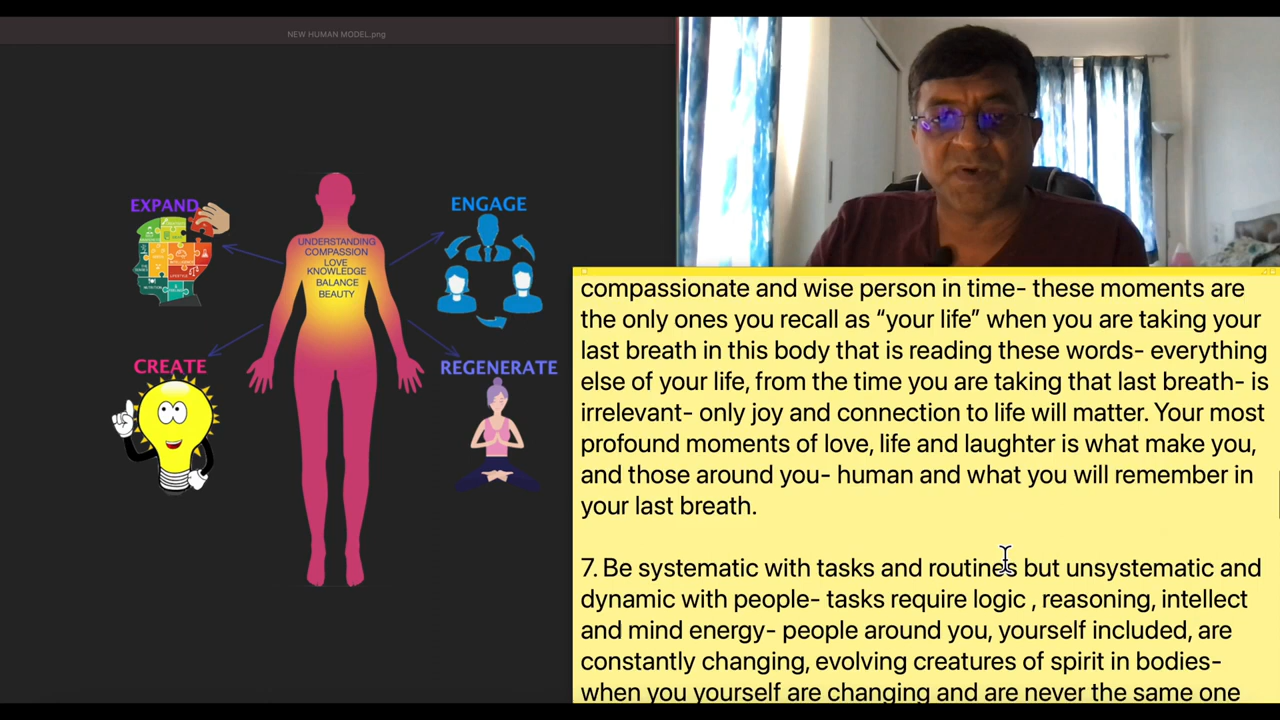 NEW HUMAN MODEL.png
EXPAND
ENGAGE
UNDERSTANDING
COMPASSION
LOVE
KNOWLEDGE
BALANCE
BEAUTY
CREATE
REGENERATE
compassionate and wise person in time- these moments are
the only ones you recall as “your life” when you are taking your
last breath in this body that is reading these words- everything
else of your life, from the time you are taking that last breath- is
irrelevant- only joy and connection to life will matter. Your most
profound moments of love, life and laughter is what make you,
and those around you- human and what you will remember in
your last breath.
7. Be systematic with tasks and routines but unsystematic and
dynamic with people- tasks require logic , reasoning, intellect
and mind energy- people around you, yourself included, are
constantly changing, evolving creatures of spirit in bodies-
when you yourself are changing and are never the same one